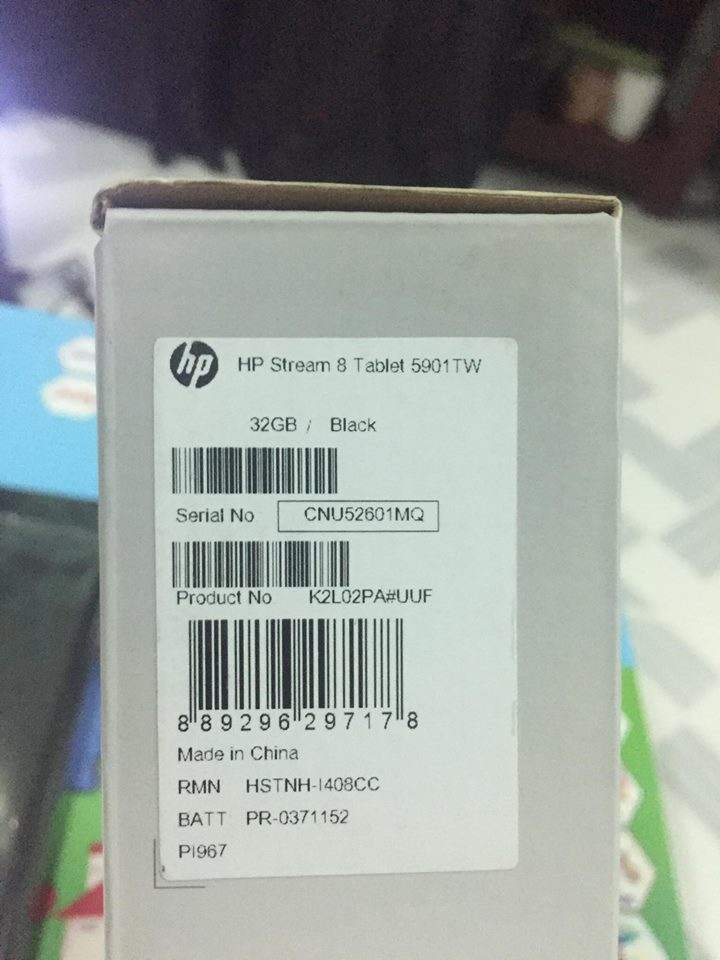 hp HP Stream 8 Tablet 5901TW
32GB / Black
Serial No CNU52601MQ
Product No K2L02PA#UUF
8 89296 29717 8
Made in China
RMN HSTNH-I408CC
BATT PR-0371152
PI967